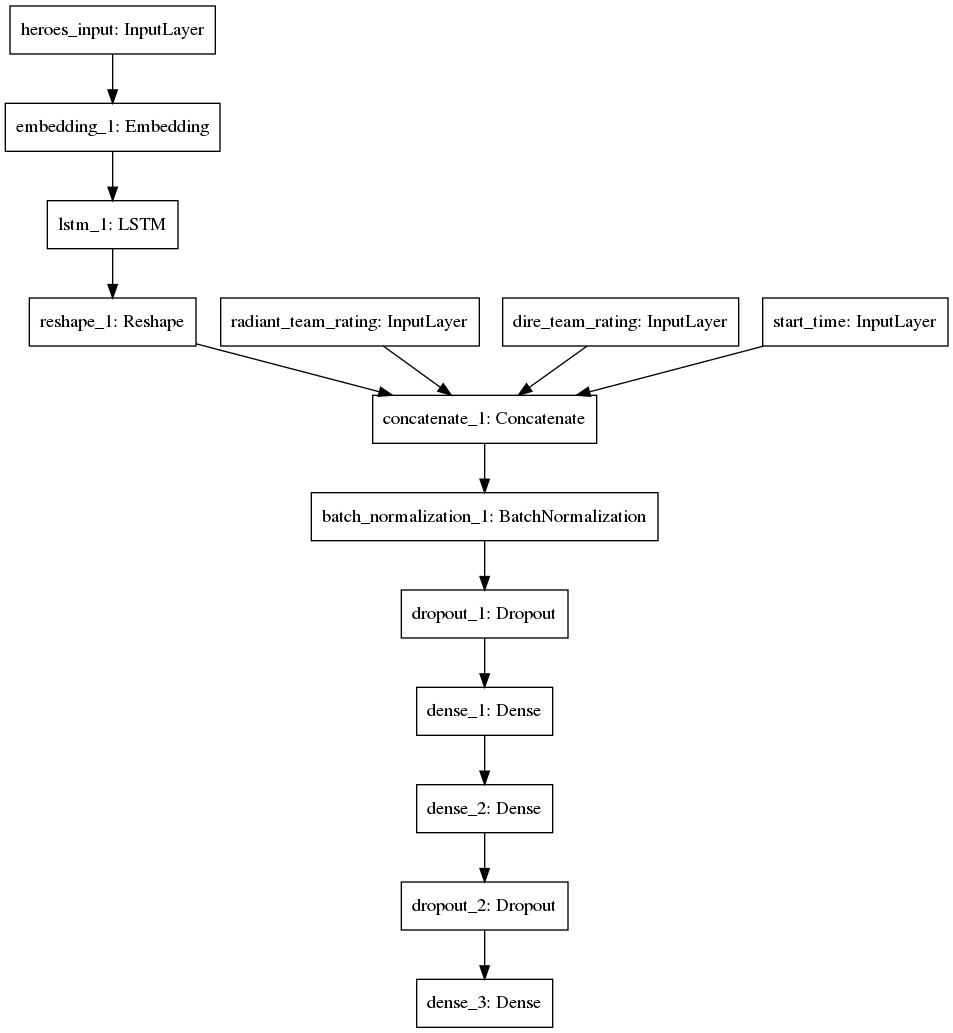 heroes_input: InputLayer
embedding_1: Embedding
lstm_1: LSTM
reshape_1: Reshape
radiant_team_rating: InputLayer
dire_team_rating: InputLayer
start_time: InputLayer
concatenate_1: Concatenate
batch_normalization_1: BatchNormalization
dropout_1: Dropout
dense_1: Dense
dense_2: Dense
dropout_2: Dropout
dense_3: Dense